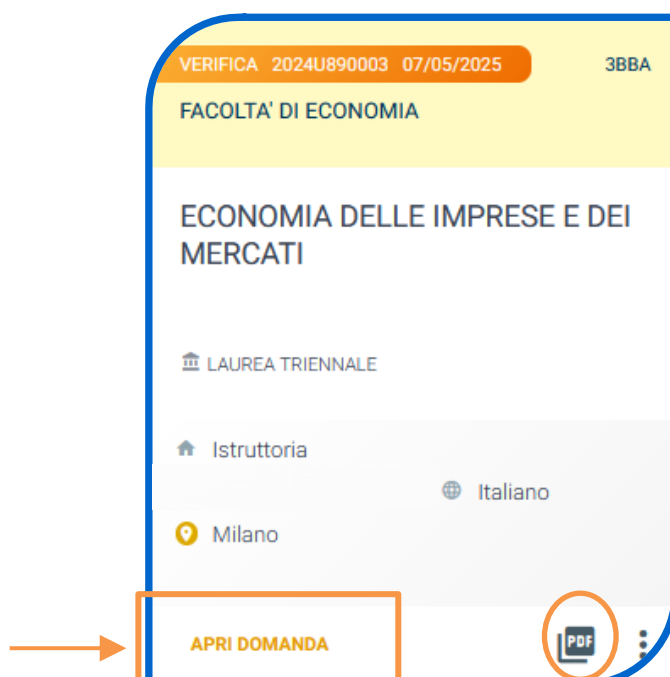 VERIFICA 2024U890003 07/05/2025 3BBA
FACOLTA' DI ECONOMIA
ECONOMIA DELLE IMPRESE E DEI
MERCATI
LAUREA TRIENNALE
Istruttoria
Italiano
Milano
APRI DOMANDA
PDF